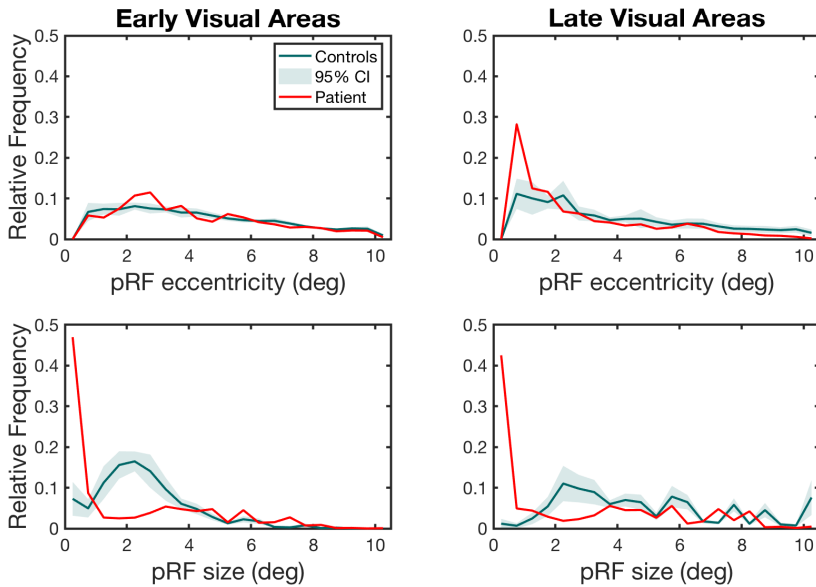 Early Visual Areas
Late Visual Areas
Relative Frequency
0.5
0.4
0.3
0.2
0.1
0
Controls
95% CI
Patient
0 2 4 6 8 10
pRF eccentricity (deg)
0.5
0.4
0.3
0.2
0.1
0
0 2 4 6 8 10
pRF eccentricity (deg)
Relative Frequency
0.5
0.4
0.3
0.2
0.1
0
0 2 4 6 8 10
pRF size (deg)
0.5
0.4
0.3
0.2
0.1
0
0 2 4 6 8 10
pRF size (deg)